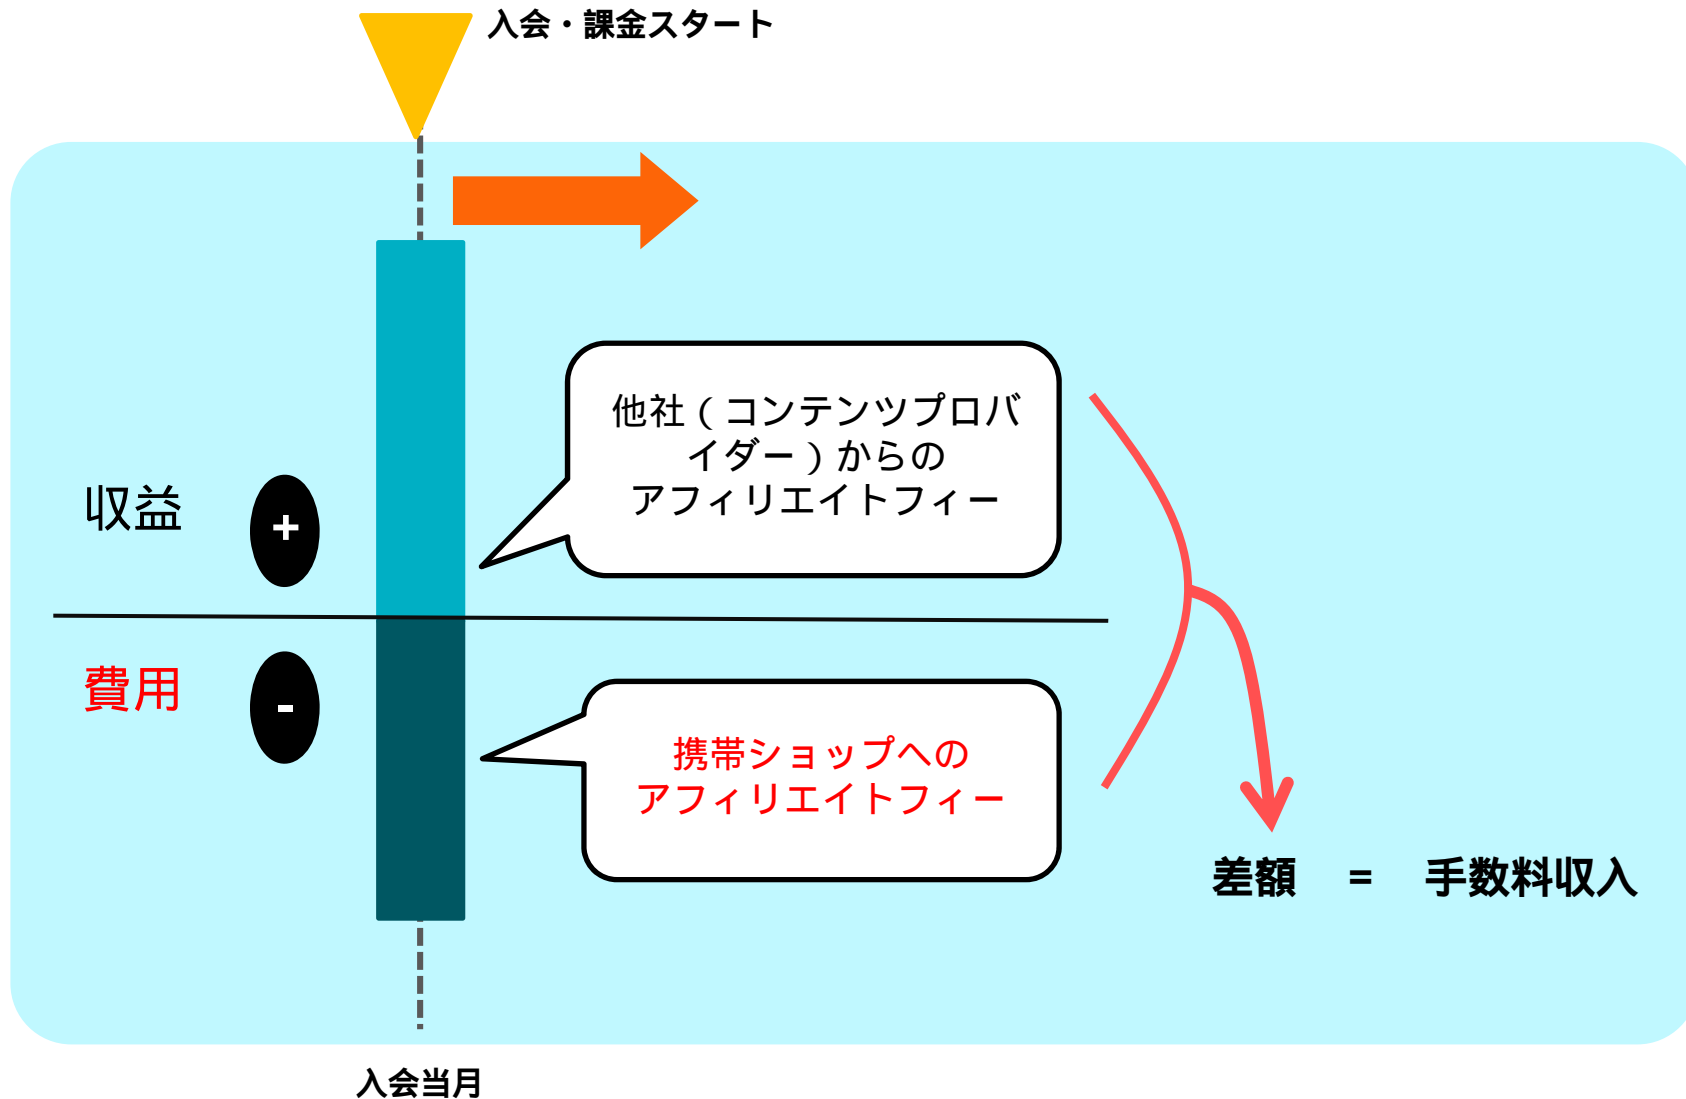 入会・課金スタート
他社（コンテンツプロバ
イダー）からの
アフィリエイトフィー
収益
+
費用
-
携帯ショップへの
アフィリエイトフィー
差額　=　手数料収入
入会当月